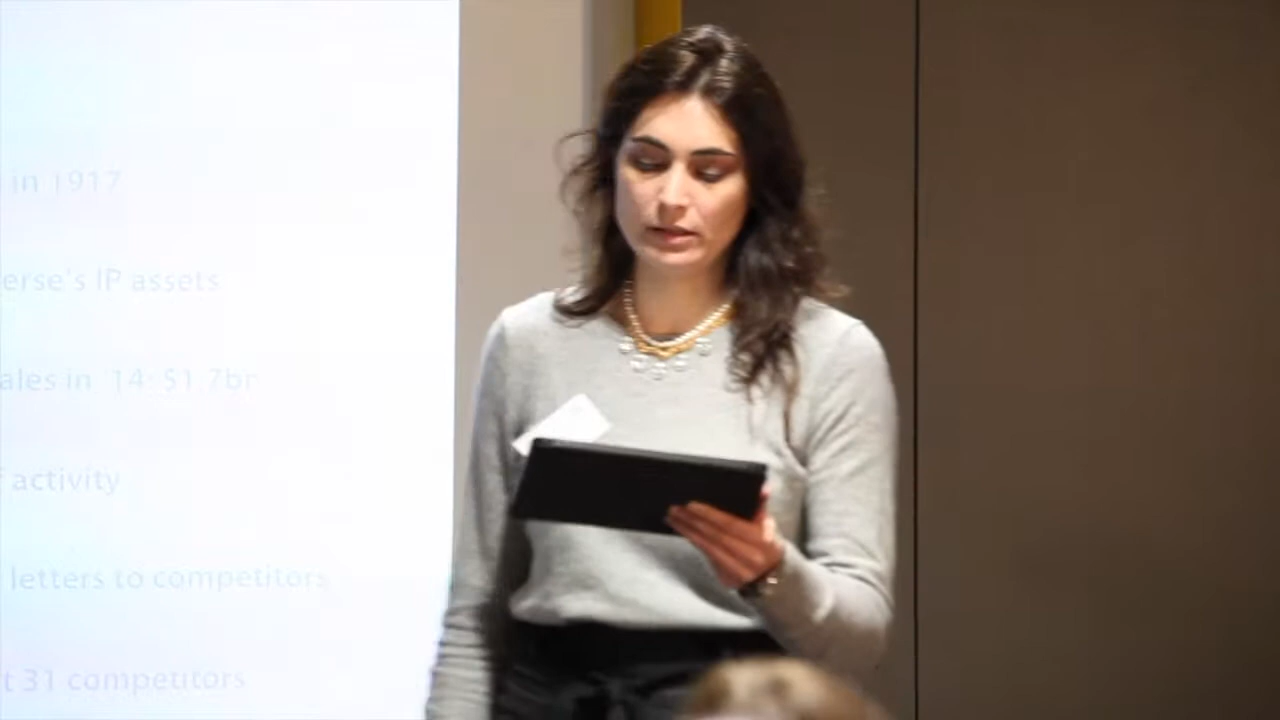 in 1917
erse's IP assets
ales in '14: $1.7bn
activity
letters to competitors
t 31 competitors